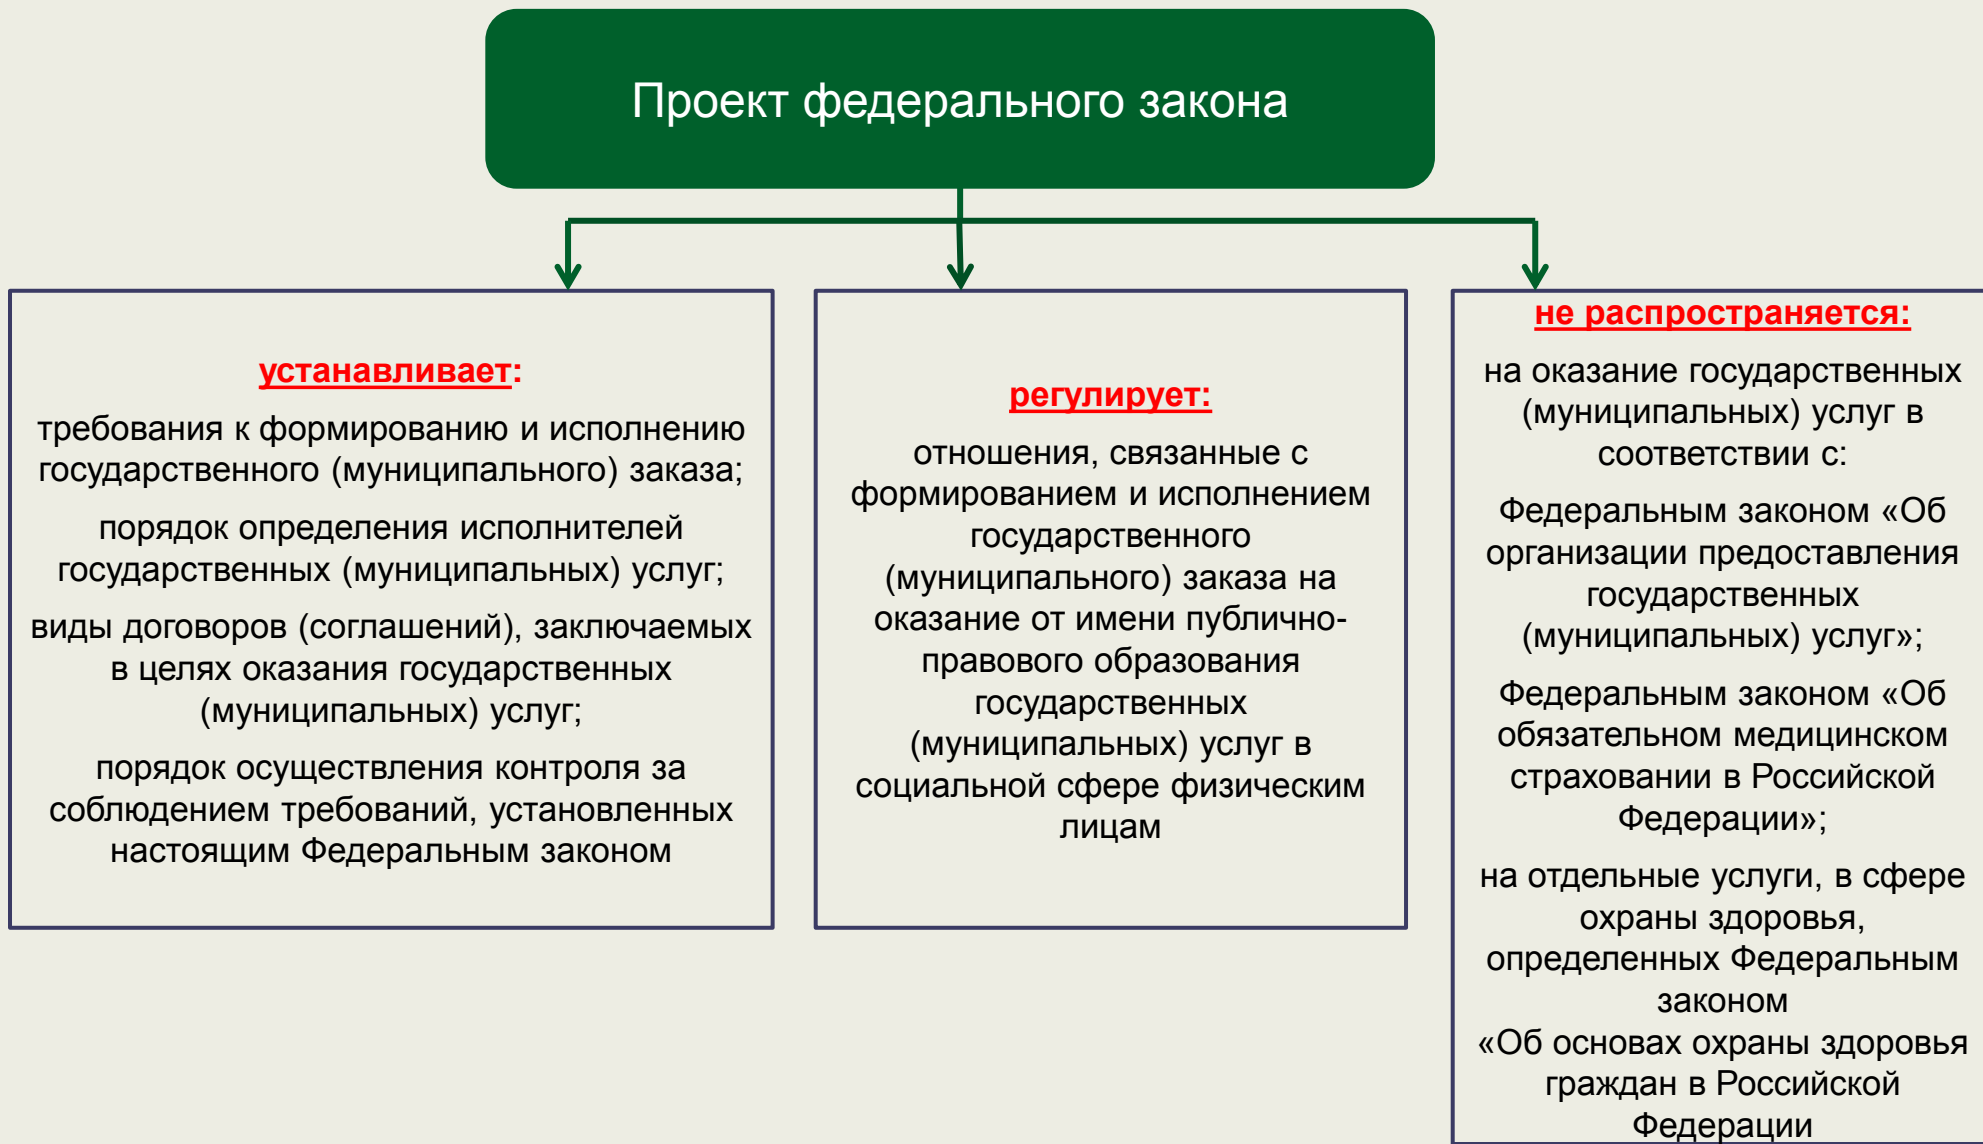 Проект федерального закона
устанавливает:
требования к формированию и исполнению
государственного (муниципального) заказа;
порядок определения исполнителей
государственных (муниципальных) услуг;
виды договоров (соглашений), заключаемых
в целях оказания государственных
(муниципальных) услуг;
порядок осуществления контроля за
соблюдением требований, установленных
настоящим Федеральным законом
регулирует:
отношения, связанные с
формированием и исполнением
государственного
(муниципального) заказа на
оказание от имени публично-
правового образования
государственных
(муниципальных) услуг в
социальной сфере физическим
лицам
не распространяется:
на оказание государственных
(муниципальных) услуг в
соответствии с:
Федеральным законом «Об
организации предоставления
государственных
(муниципальных) услуг»;
Федеральным законом «Об
обязательном медицинском
страховании в Российской
Федерации»;
на отдельные услуги, в сфере
охраны здоровья,
определенных Федеральным
законом
«Об основах охраны здоровья
граждан в Российской
Федерации